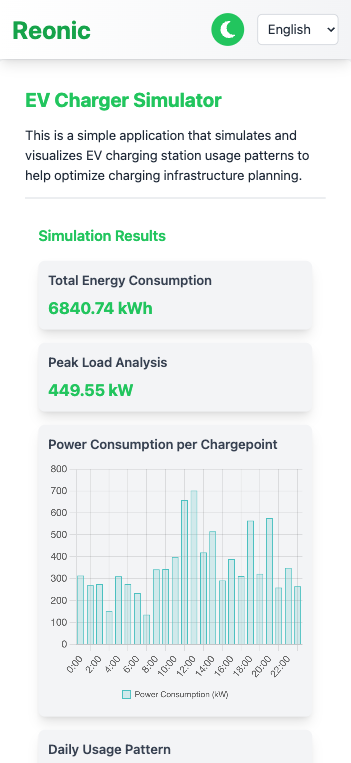 Reonic
English
EV Charger Simulator
This is a simple application that simulates and
visualizes EV charging station usage patterns to
help optimize charging infrastructure planning.
Simulation Results
Total Energy Consumption
6840.74 kWh
Peak Load Analysis
449.55 kW
Power Consumption per Chargepoint
800
700
600
500
400
300
200
100
0
0:00 2:00 4:00 6:00 8:00 10:00 12:00 14:00 16:00 18:00 20:00 22:00
Power Consumption (kW)
Daily Usage Pattern